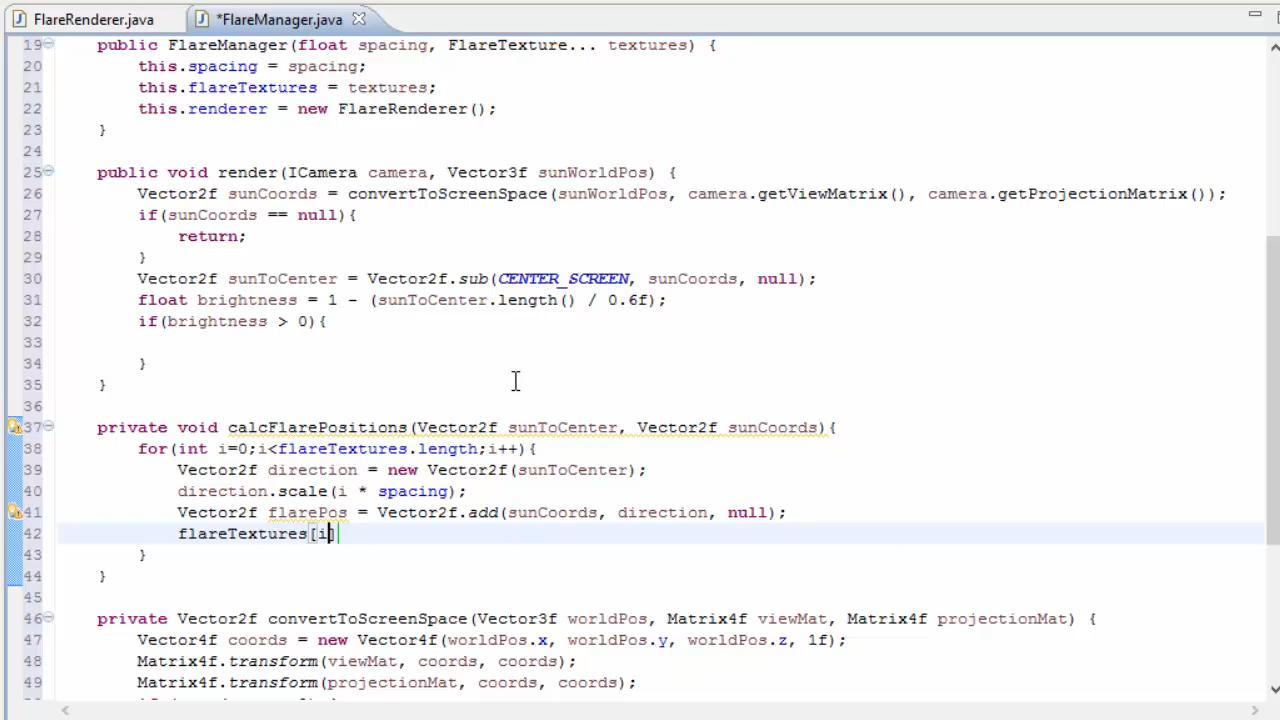 FlareRenderer.java *FlareManager.java
19 public FlareManager(float spacing, FlareTexture... textures) {
20 this.spacing = spacing;
21 this.flareTextures = textures;
22 this.renderer = new FlareRenderer();
23 }
24
25 public void render(ICamera camera, Vector3f sunWorldPos) {
26 Vector2f sunCoords = convertToScreenSpace(sunWorldPos, camera.getViewMatrix(), camera.getProjectionMatrix());
27 if(sunCoords == null){
28 return;
29 }
30 Vector2f sunToCenter = Vector2f.sub(CENTER_SCREEN, sunCoords, null);
31 float brightness = 1 - (sunToCenter.length() / 0.6f);
32 if(brightness > 0){
33
34 }
35 }
36
37 private void calcFlarePositions(Vector2f sunToCenter, Vector2f sunCoords){
38 for(int i=0;i<flareTextures.length;i++){
39 Vector2f direction = new Vector2f(sunToCenter);
40 direction.scale(i * spacing);
41 Vector2f flarePos = Vector2f.add(sunCoords, direction, null);
42 flareTextures[i]
43 }
44 }
45
46 private Vector2f convertToScreenSpace(Vector3f worldPos, Matrix4f viewMat, Matrix4f projectionMat) {
47 Vector4f coords = new Vector4f(worldPos.x, worldPos.y, worldPos.z, 1f);
48 Matrix4f.transform(viewMat, coords, coords);
49 Matrix4f.transform(projectionMat, coords, coords);